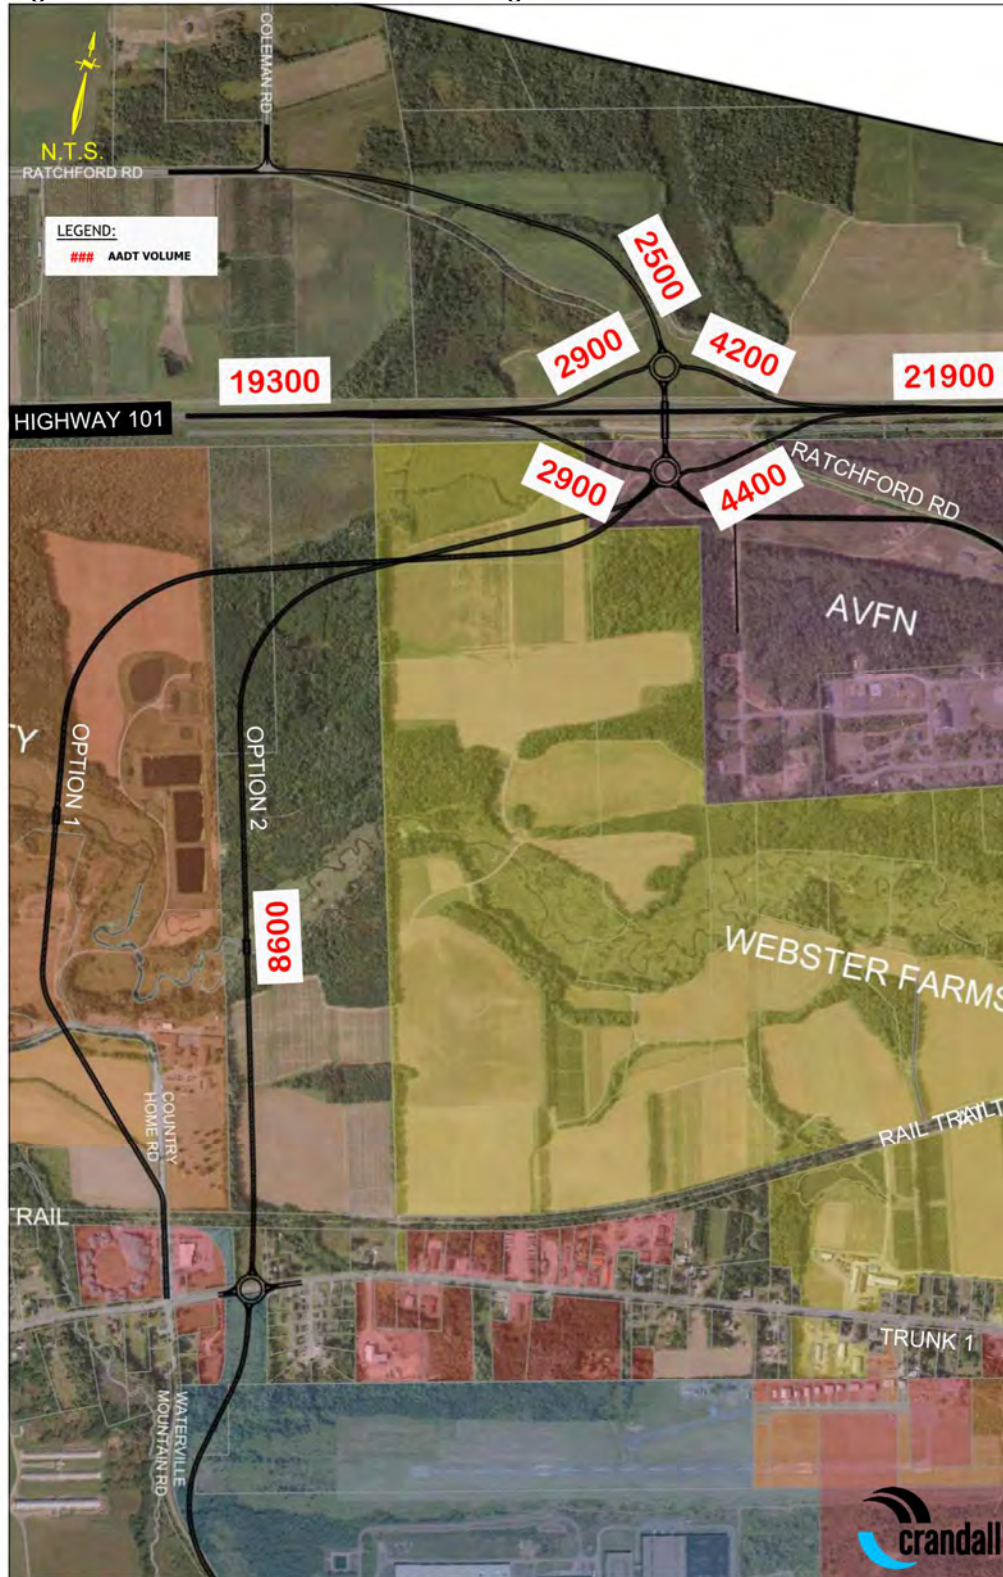 COLEMAN RD
N.T.S.
RATCHFORD RD
LEGEND:
### AADT VOLUME
2500
2900
4200
19300
21900
HIGHWAY 101
2900
4400
RATCHFORD RD
AVFN
Y
OPTION 1
OPTION 2
8900
WEBSTER FARMS
COUNTRY
HOME RD
RAIL TRAIL
TRAIL
TRUNK 1
WATERVILLE
MOUNTAIN RD
crandall